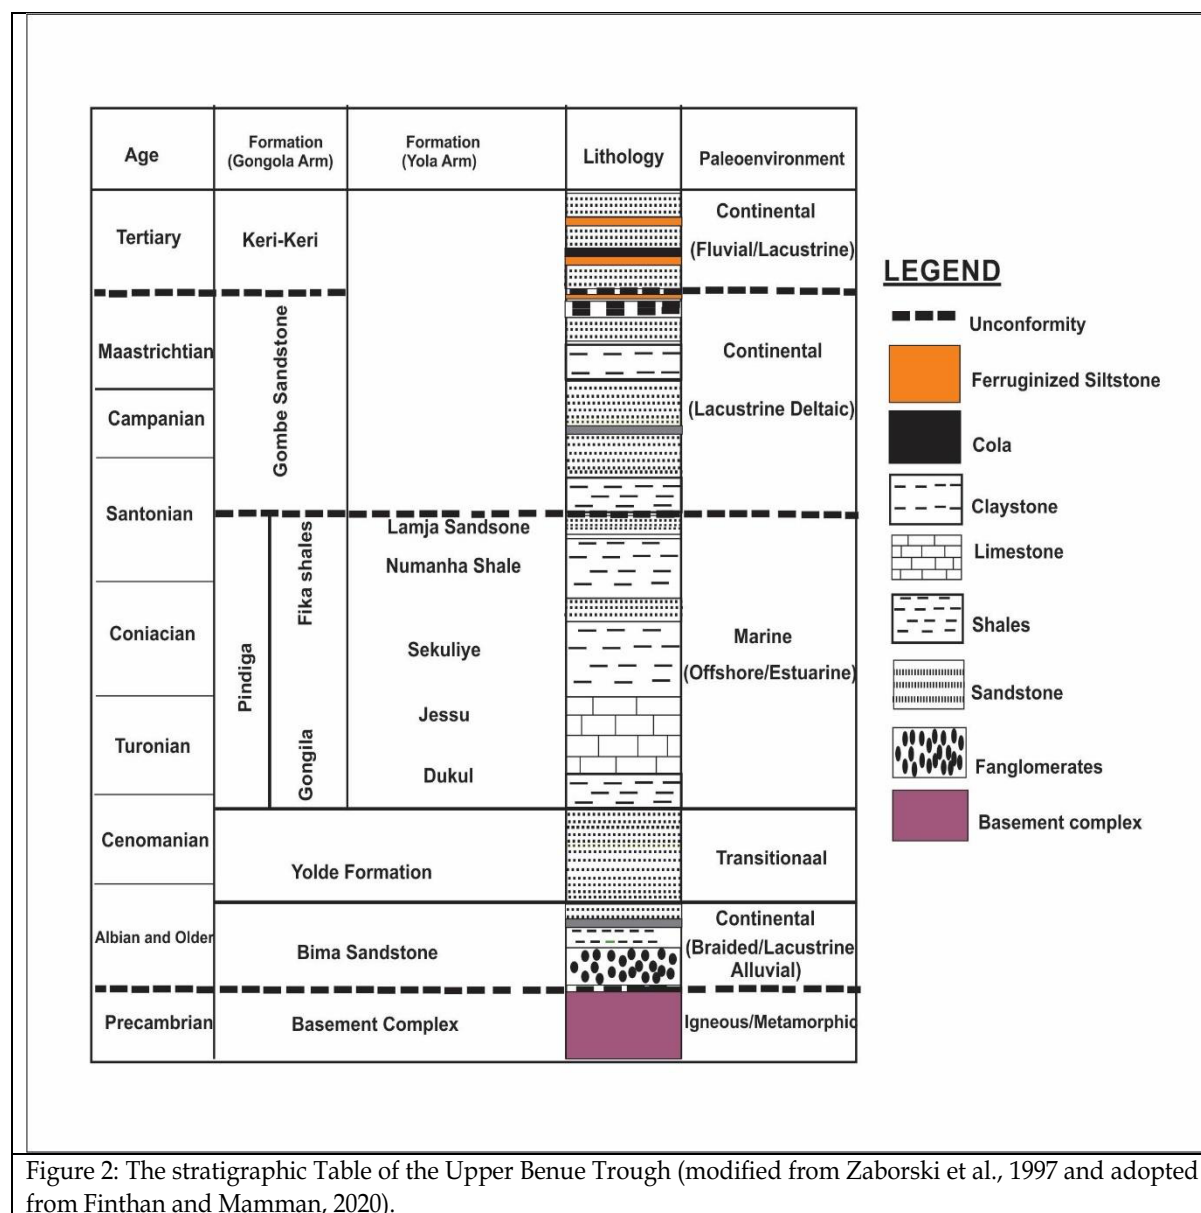 Age
Formation
(Gongola Arm)
Formation
(Yola Arm)
Lithology
Paleoenvironment
Tertiary
Keri-Keri
Continental
(Fluvial/Lacustrine)
Maastrichtian
Campanian
Gombe Sandstone
Continental
(Lacustrine Deltaic)
Santonian
Coniacian
Turonian
Pindiga
Fika shales
Gongila
Lamja Sandsone
Numanha Shale
Sekuliye
Jessu
Dukul
Marine
(Offshore/Estuarine)
Cenomanian
Yolde Formation
Transitionaal
Albian and Older
Bima Sandstone
Continental
(Braided/Lacustrine
Alluvial)
Precambrian
Basement Complex
Igneous/Metamorphic
LEGEND
Unconformity
Ferruginized Siltstone
Cola
Claystone
Limestone
Shales
Sandstone
Fanglomerates
Basement complex
Figure 2: The stratigraphic Table of the Upper Benue Trough (modified from Zaborski et al., 1997 and adopted
from Finthan and Mamman, 2020).